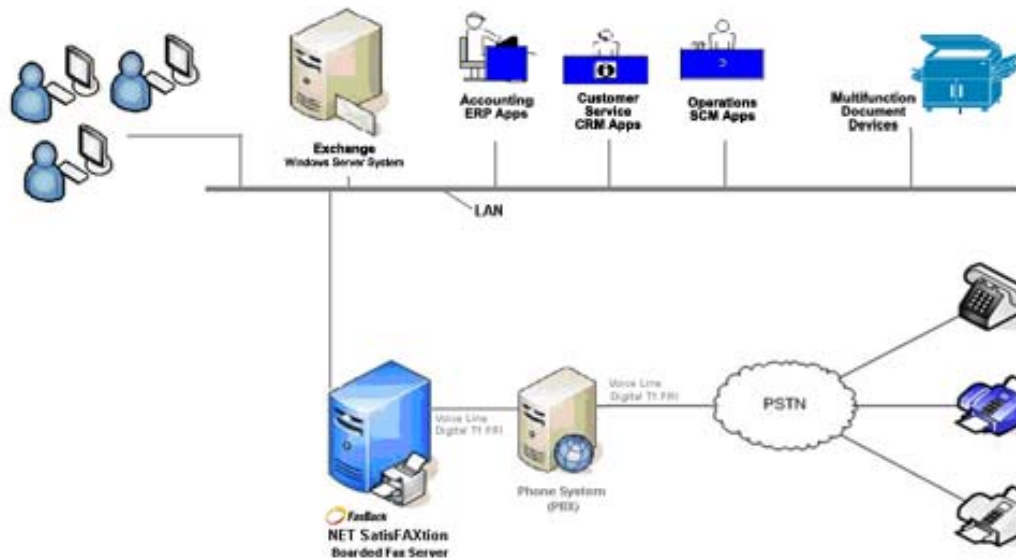 Accounting
ERP Apps
Customer
Service
CRM Apps
Operations
SCM Apps
Multifunction
Document
Devices
Exchange
Windows Server System
LAN
Voice Line
Digital T1 PRI
Voice Line
Digital T1 PRI
PSTN
Phone System
(PBX)
FaxBack
NET SatisFAXtion
Boarded Fax Server